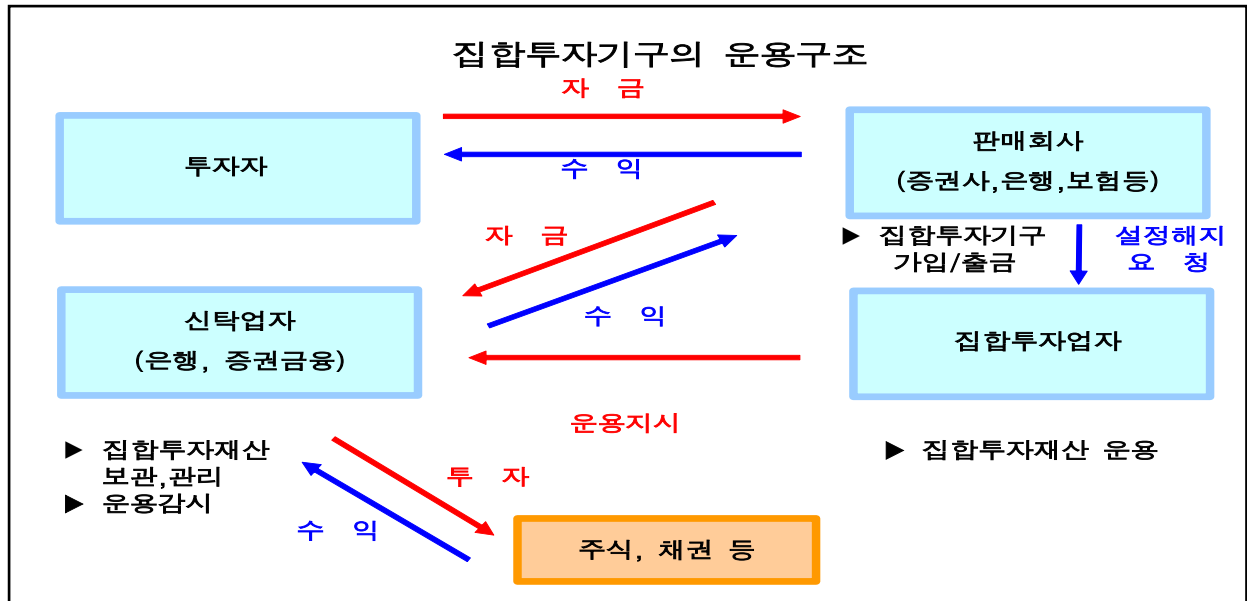 집합투자기구의 운용구조
자 금
투자자
수 익
판매회사
(증권사,은행,보험등)
자 금
▶ 집합투자기구
가입/출금
설정해지
요 청
수 익
신탁업자
(은행, 증권금융)
집합투자업자
운용지시
▶ 집합투자재산
보관,관리
▶ 운용감시
▶ 집합투자재산 운용
투 자
수 익
주식, 채권 등